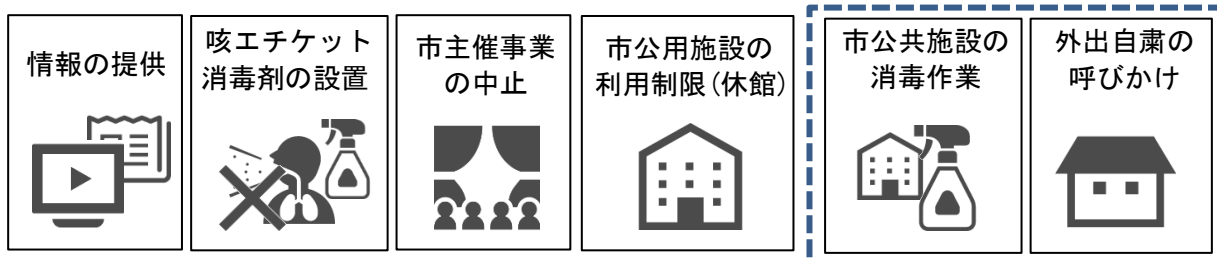 情報の提供
咳エチケット
消毒剤の設置
市主催事業
の中止
市公用施設の
利用制限(休館)
市公共施設の
消毒作業
外出自粛の
呼びかけ